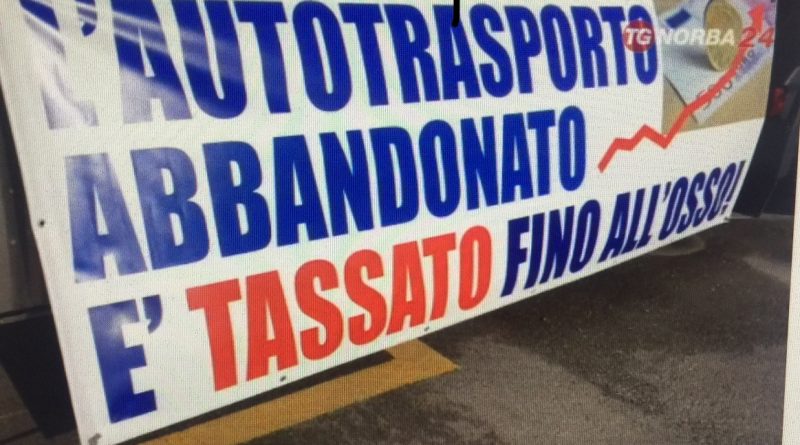 L'AUTOTRASPORTO
ABBANDONATO
E' TASSATO FINO ALL'OSSO!
TG NORBA 24